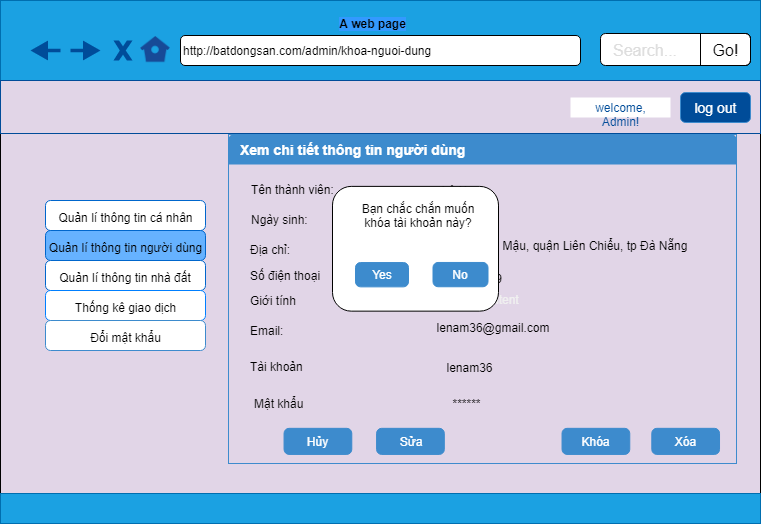 A web page
X
http://batdongsan.com/admin/khoa-nguoi-dung
Search...
Go!
welcome,
Admin!
log out
Xem chi tiết thông tin người dùng
Tên thành viên:
Ngày sinh:
Địa chỉ:
Mậu, quận Liên Chiểu, tp Đà Nẵng
Số điện thoại
9
Giới tính
tent
Email:
lenam36@gmail.com
Tài khoản
lenam36
Mật khẩu
******
Hủy
Sửa
Khóa
Xóa
Bạn chắc chắn muốn
khóa tài khoản này?
Yes
No
Quản lí thông tin cá nhân
Quản lí thông tin người dùng
Quản lí thông tin nhà đất
Thống kê giao dịch
Đổi mật khẩu